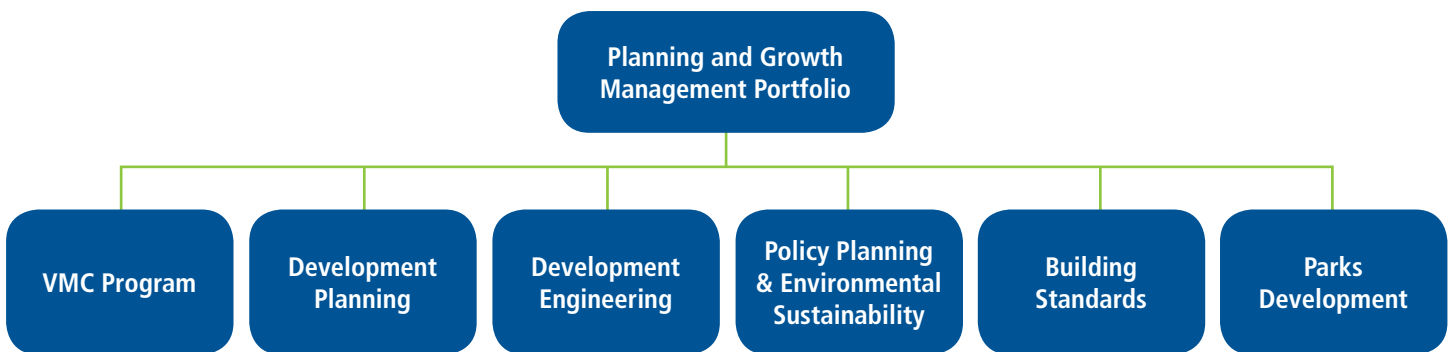 Planning and Growth
Management Portfolio
VMC Program
Development
Planning
Development
Engineering
Policy Planning
& Environmental
Sustainability
Building
Standards
Parks
Development